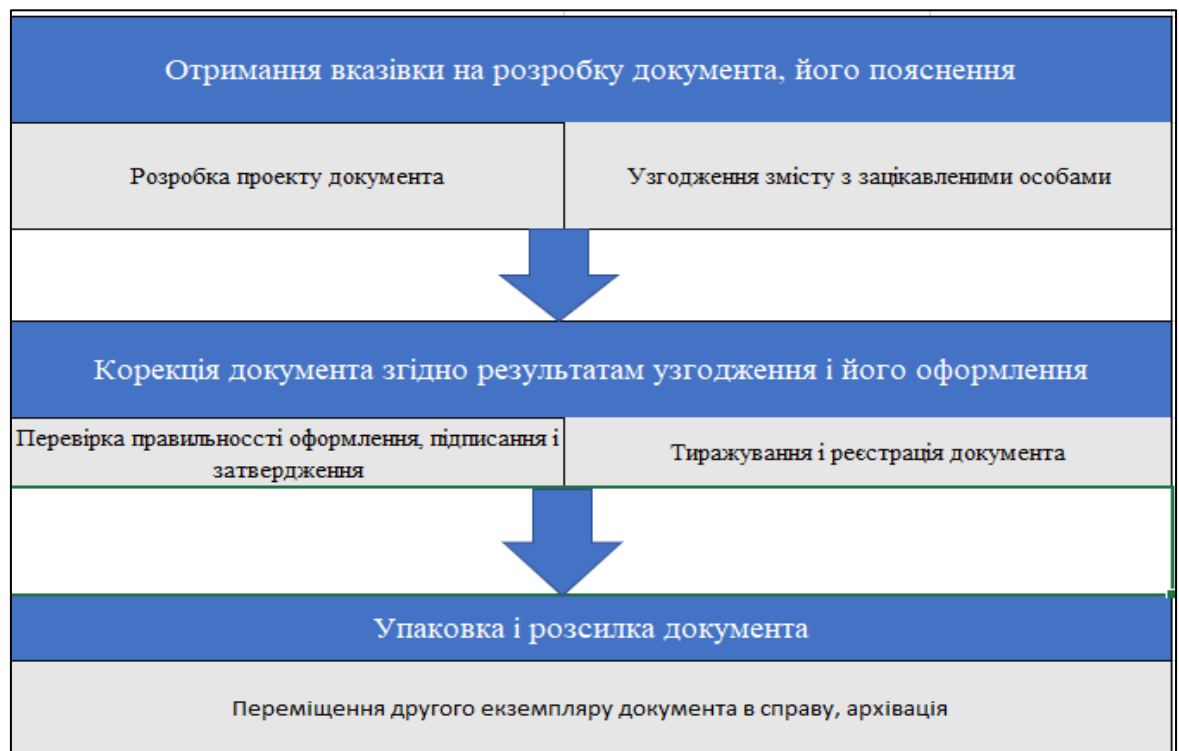 Отримання вказівки на розробку документа, його пояснення
Розробка проекту документа
Узгодження змісту з зацікавленими особами
Корекція документа згідно результатам узгодження і його оформлення
Перевірка правильносcті оформлення, підписання і
затвердження
Тиражування і реєстрація документа
Упаковка і розсилка документа
Переміщення другого екземпляру документа в справу, архівація